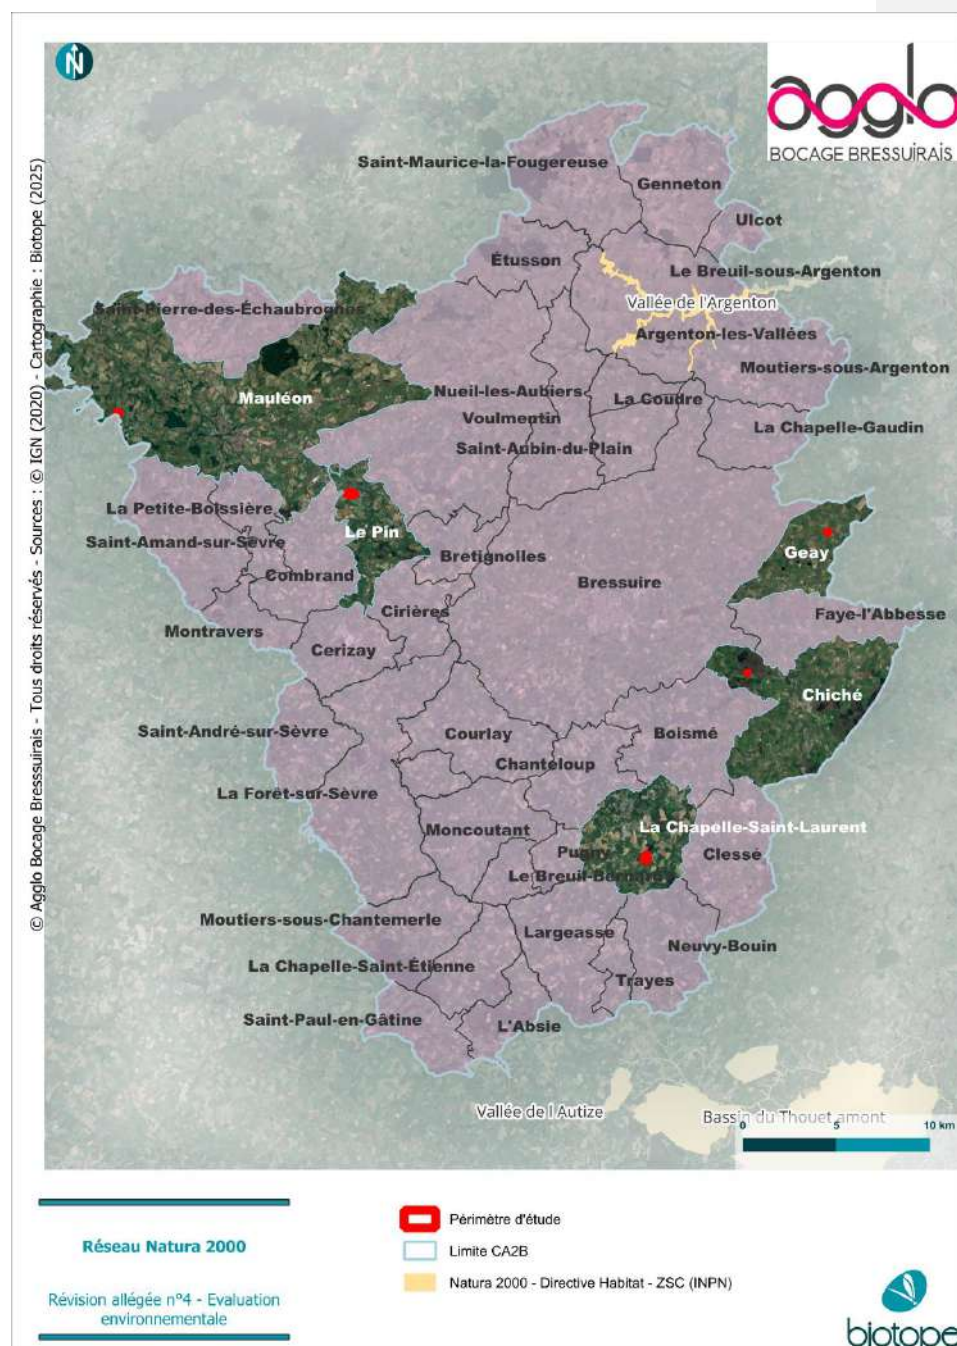 N
agglo
BOCAGE BRESSUIRAIS
© Agglo Bocage Bresssuirais - Tous droits réservés - Sources : © IGN (2020) - Cartographie : Biotope (2025)
Saint-Maurice-la-Fougereuse
Genneton
Ulcot
Étusson
Le Breuil-sous-Argenton
Vallée de l'Argenton
Saint-Pierre-des-Échaubrognes
Argenton-les-Vallées
Moutiers-sous-Argenton
Mauléon
Nueil-les-Aubiers
La Coudre
Voulmentin
La Chapelle-Gaudin
Saint-Aubin-du-Plain
La Petite-Boissière
Le Pin
Saint-Amand-sur-Sèvre
Geay
Bretignolles
Combrand
Bressuire
Cirières
Faye-l'Abbesse
Montravers
Cerizay
Chiché
Saint-André-sur-Sèvre
Courlay
Boismé
Chanteloup
La Forêt-sur-Sèvre
Moncoutant
La Chapelle-Saint-Laurent
Pugny
Clessé
Le Breuil-Bernard
Moutiers-sous-Chantemerle
Largeasse
Neuvy-Bouin
La Chapelle-Saint-Étienne
Trayes
Saint-Paul-en-Gâtine
L'Absie
Vallée de l Autize
Bassin du Thouet amont
0 5 10 km
Réseau Natura 2000
Révision allégée n°4 - Evaluation
environnementale
Périmètre d'étude
Limite CA2B
Natura 2000 - Directive Habitat - ZSC (INPN)
biotope